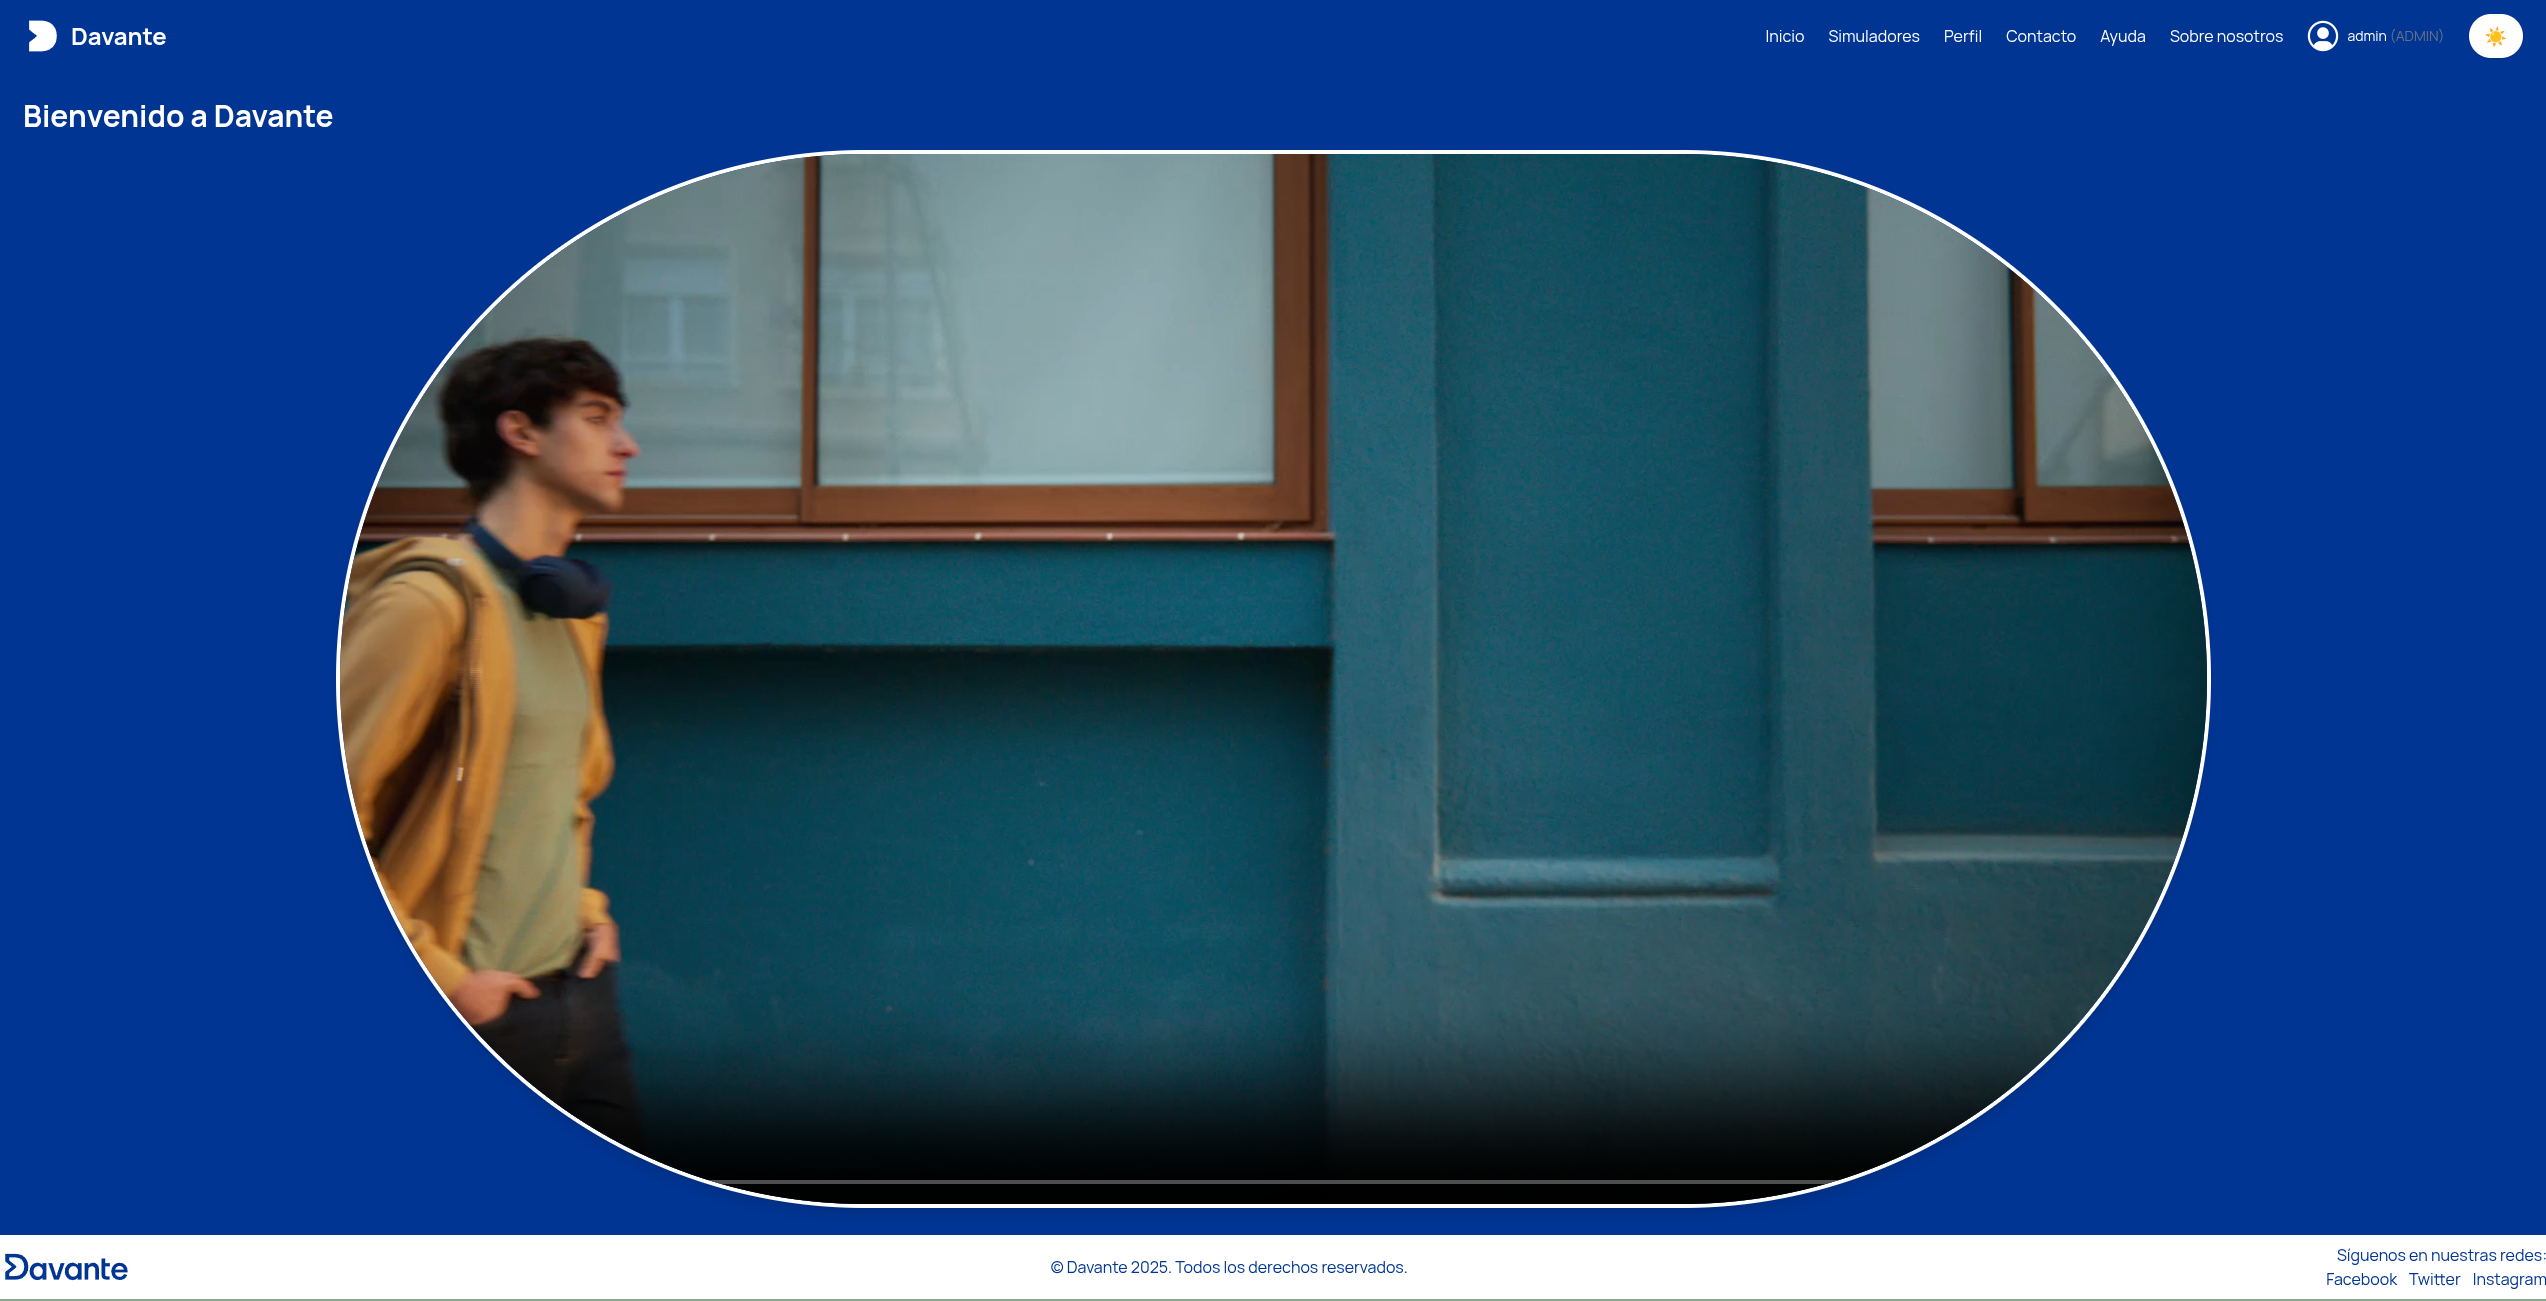 Davante
Inicio Simuladores Perfil Contacto Ayuda Sobre nosotros admin (ADMIN)
Bienvenido a Davante
Davante
© Davante 2025. Todos los derechos reservados.
Síguenos en nuestras redes:
Facebook Twitter Instagram